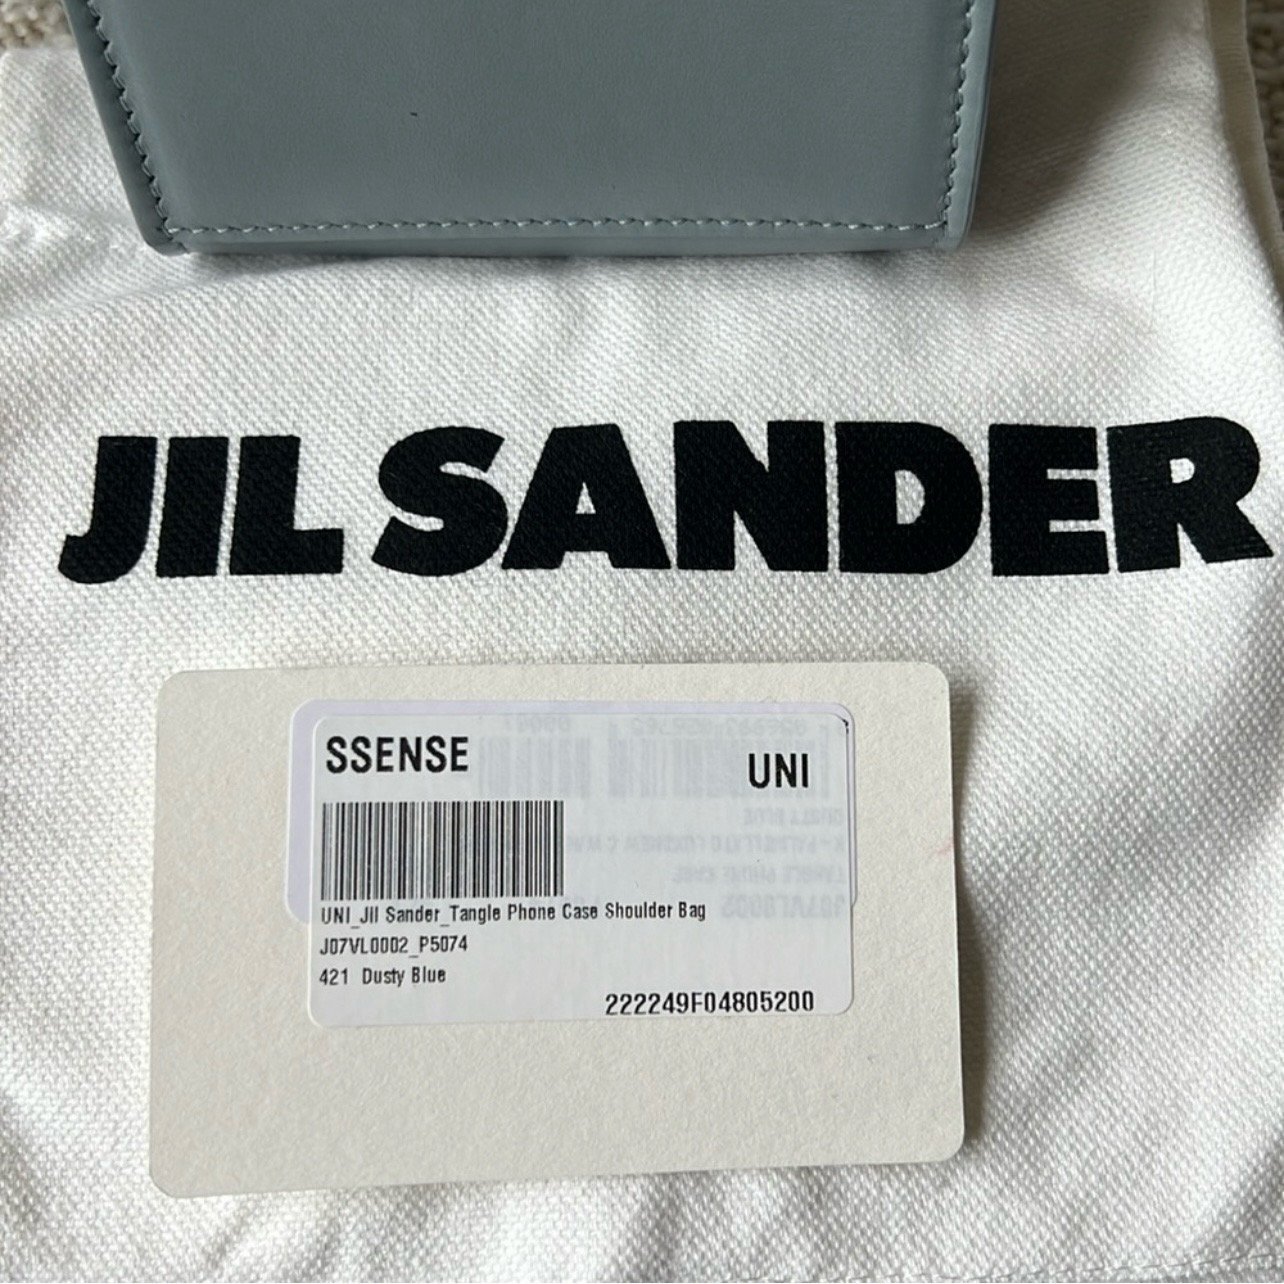 JIL SANDER
SSENSE
UNI
UNI_Jil Sander_Tangle Phone Case Shoulder Bag
J07VL0002_P5074
421 Dusty Blue
222249F04805200